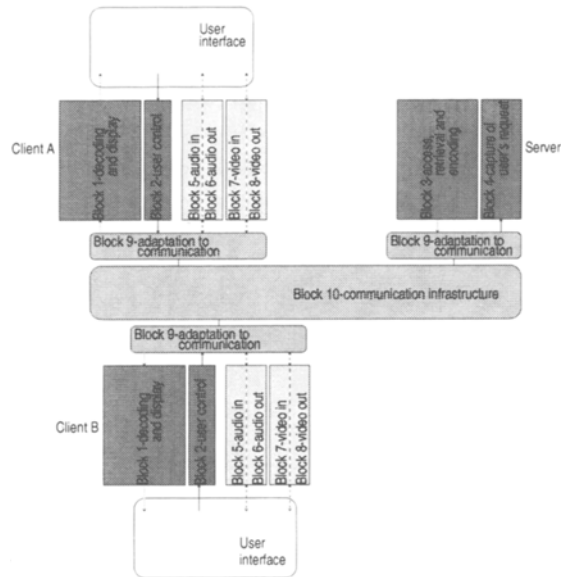 User
interface
Client A
Block 1-decoding
and display
Block 2-user control
Block 5-audio in
Block 6-audio out
Block 7-video in
Block 8-video out
Block 3-access,
retrieval and
encoding
Block 4-capture of
user's request
Server
Block 9-adaptation to
communication
Block 9-adaptation to
communication
Block 10-communication infrastructure
Block 9-adaptation to
communication
Client B
Block 1-decoding
and display
Block 2-user control
Block 5-audio in
Block 6-audio out
Block 7-video in
Block 8-video out
User
interface